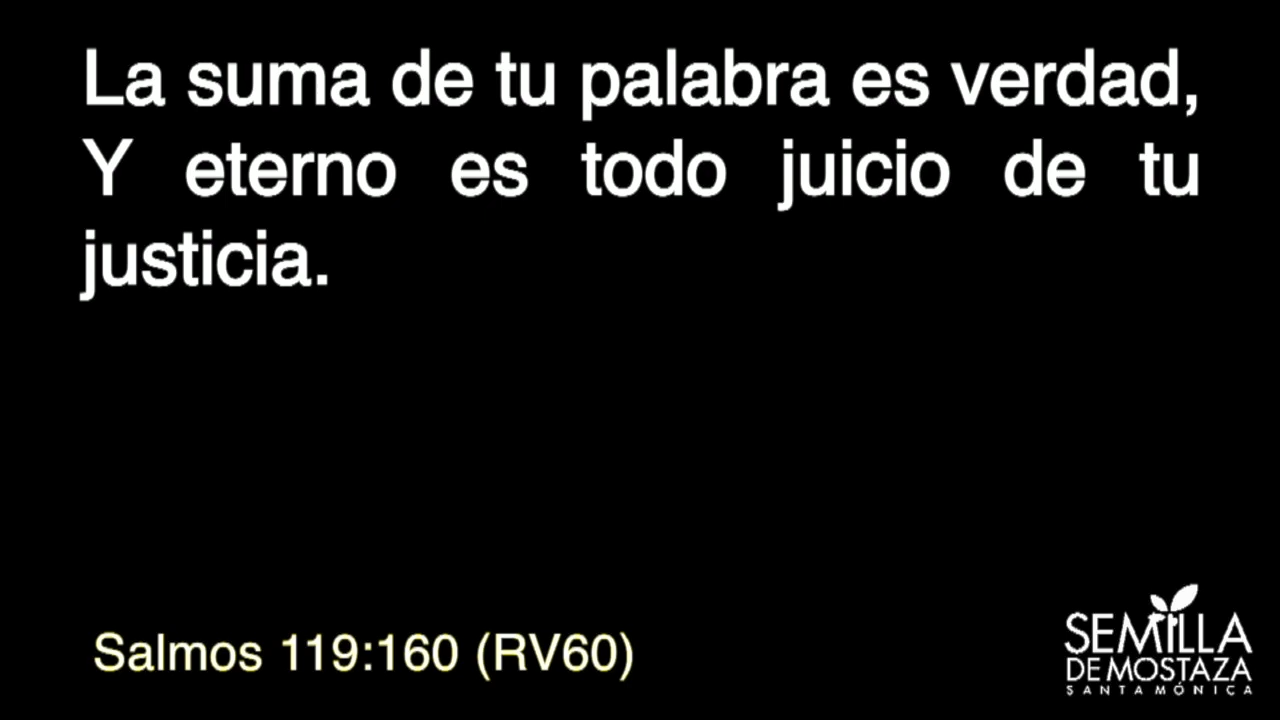 La suma de tu palabra es verdad,
Y eterno es todo juicio de tu
justicia.
Salmos 119:160 (RV60)
SEMILLA
DE MOSTAZA
SANTA MÓNICA